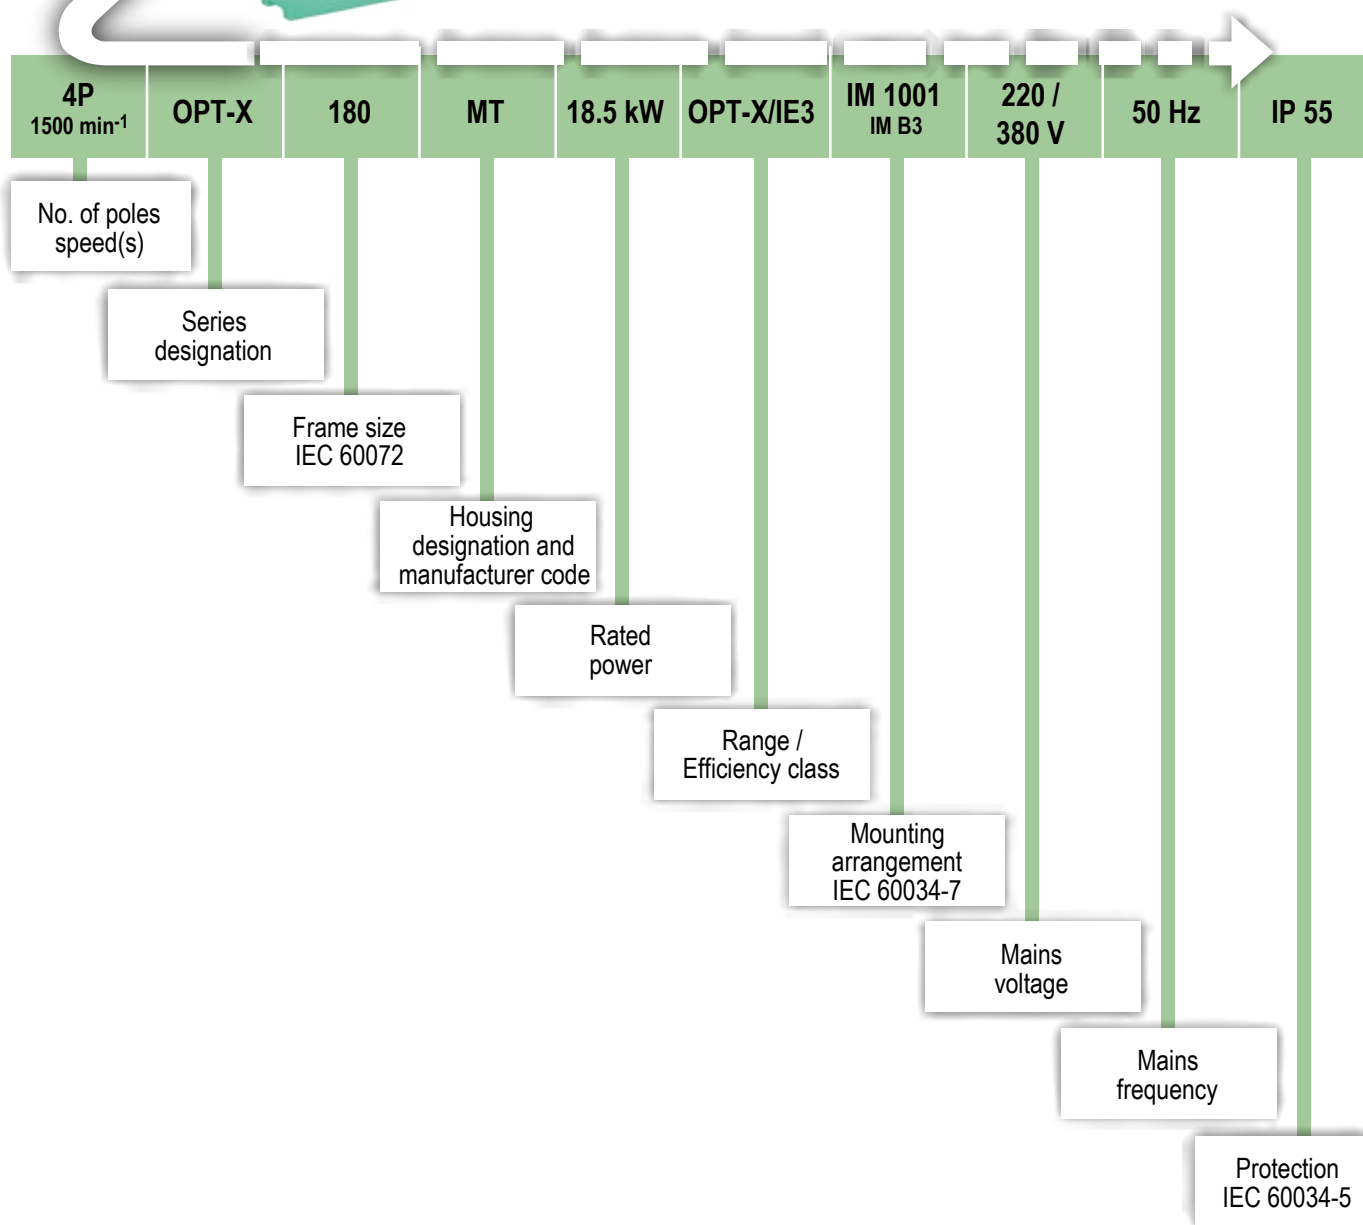 4P
1500 min-1
OPT-X
180
MT
18.5 kW
OPT-X/IE3
IM 1001
IM B3
220 /
380 V
50 Hz
IP 55
No. of poles
speed(s)
Series
designation
Frame size
IEC 60072
Housing
designation and
manufacturer code
Rated
power
Range /
Efficiency class
Mounting
arrangement
IEC 60034-7
Mains
voltage
Mains
frequency
Protection
IEC 60034-5